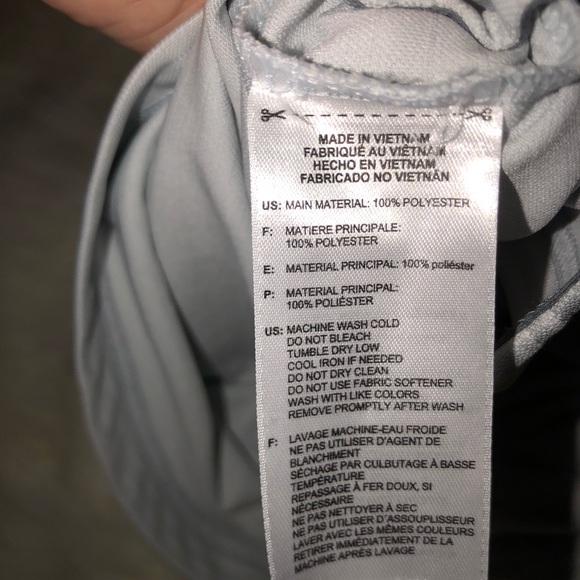 MADE IN VIETNAM
FABRIQUÉ AU VIÊTNAM
HECHO EN VIETNAM
FABRICADO NO VIETNÃN
US: MAIN MATERIAL: 100% POLYESTER
F: MATIERE PRINCIPALE:
100% POLYESTER
E: MATERIAL PRINCIPAL: 100% poliéster
P: MATERIAL PRINCIPAL:
100% POLIÉSTER
US: MACHINE WASH COLD
DO NOT BLEACH
TUMBLE DRY LOW
COOL IRON IF NEEDED
DO NOT DRY CLEAN
DO NOT USE FABRIC SOFTENER
WASH WITH LIKE COLORS
REMOVE PROMPTLY AFTER WASH
F: LAVAGE MACHINE-EAU FROIDE
NE PAS UTILISER D'AGENT DE
BLANCHIMENT
SÉCHAGE PAR CULBUTAGE À BASSE
TEMPÉRATURE
REPASSAGE À FER DOUX, SI
NÉCESSAIRE
NE PAS NETTOYER À SEC
NE PAS UTILISER D'ASSOUPLISSEUR
LAVER AVEC LES MÊMES COULEURS
RETIRER IMMÉDIATEMENT DE LA
MACHINE APRÈS LAVAGE